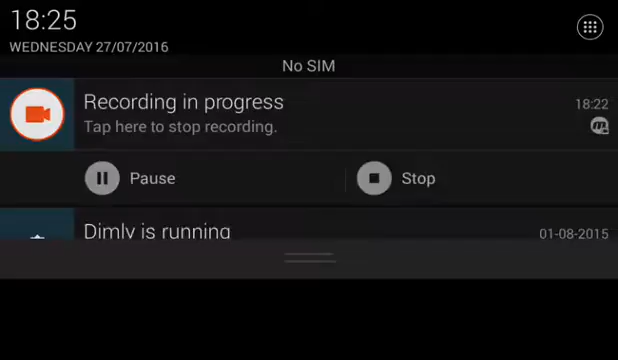 18:25
WEDNESDAY 27/07/2016
No SIM
Recording in progress
18:22
Tap here to stop recording.
Pause
Stop
Dimly is running
01-08-2015